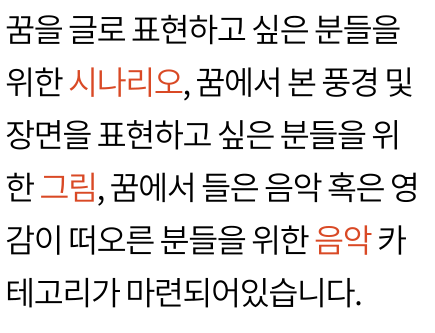 꿈을 글로 표현하고 싶은 분들을
위한 시나리오, 꿈에서 본 풍경 및
장면을 표현하고 싶은 분들을 위
한 그림, 꿈에서 들은 음악 혹은 영
감이 떠오른 분들을 위한 음악 카
테고리가 마련되어있습니다.